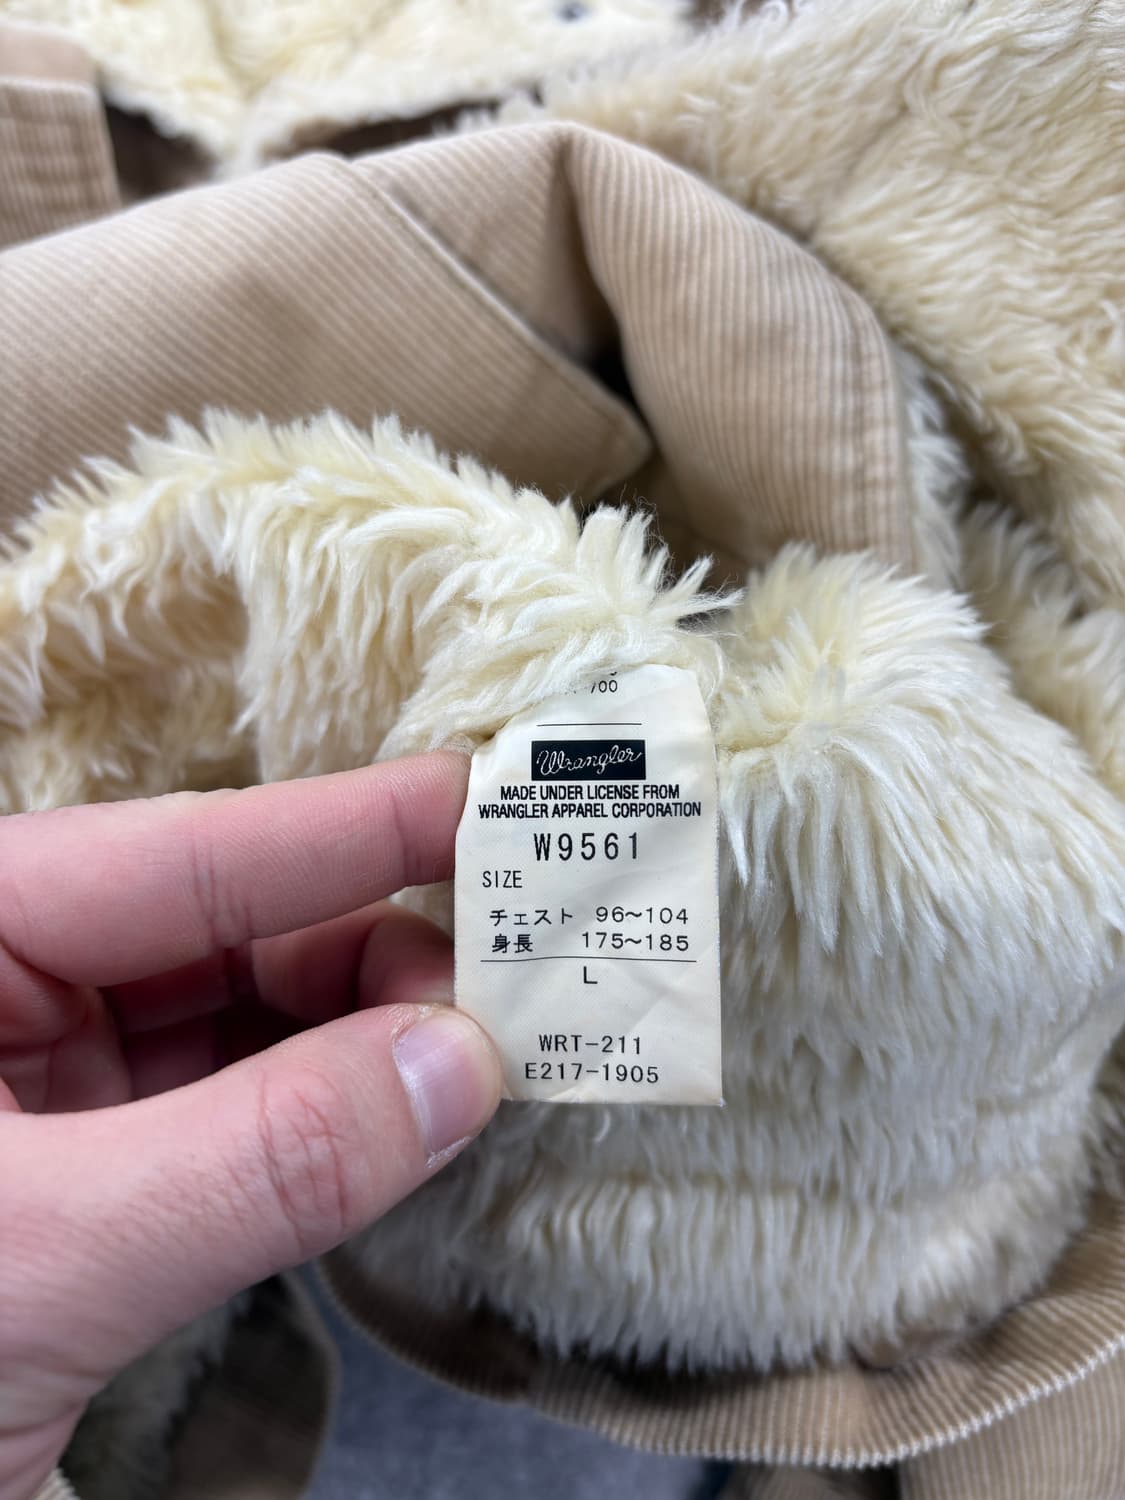 700
Wrangler
MADE UNDER LICENSE FROM
WRANGLER APPAREL CORPORATION
W9561
SIZE
チェスト 96~104
身長 175~185
L
WRT-211
E217-1905